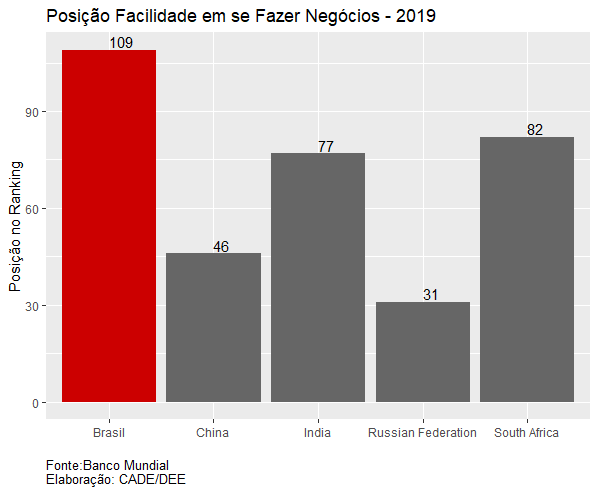 Posição Facilidade em se Fazer Negócios - 2019
Posição no Ranking
90
60
30
0
109
46
77
31
82
Brasil
China
India
Russian Federation
South Africa
Fonte:Banco Mundial
Elaboração: CADE/DEE